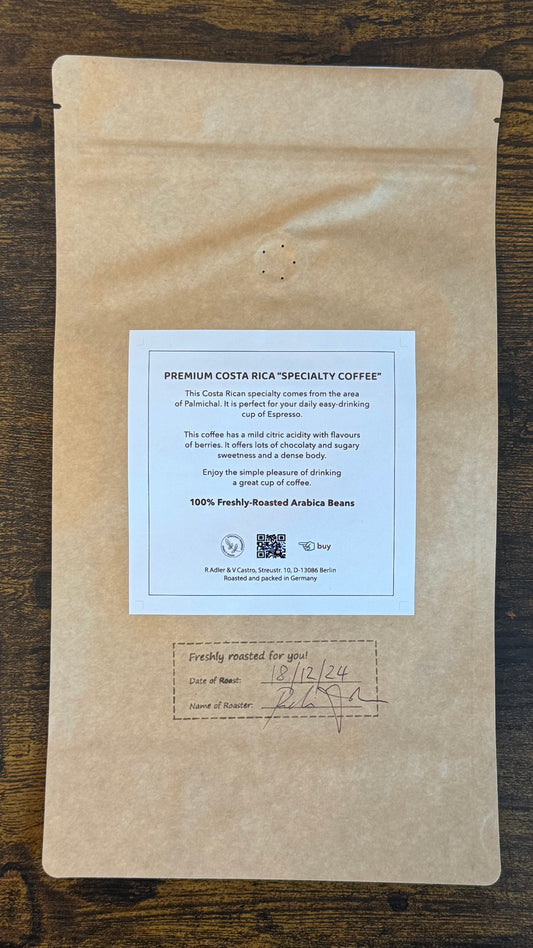 PREMIUM COSTA RICA "SPECIALTY COFFEE"
This Costa Rican specialty comes from the area
of Palmichal. It is perfect for your daily easy-drinking
cup of Espresso.
This coffee has a mild citric acidity with flavours
of berries. It offers lots of chocolaty and sugary
sweetness and a dense body.
Enjoy the simple pleasure of drinking
a great cup of coffee.
100% Freshly-Roasted Arabica Beans
buy
R.Adler & V.Castro, Streustr. 10, D-13086 Berlin
Roasted and packed in Germany
Freshly roasted for you!
Date of Roast: 18/12/24
Name of Roaster: